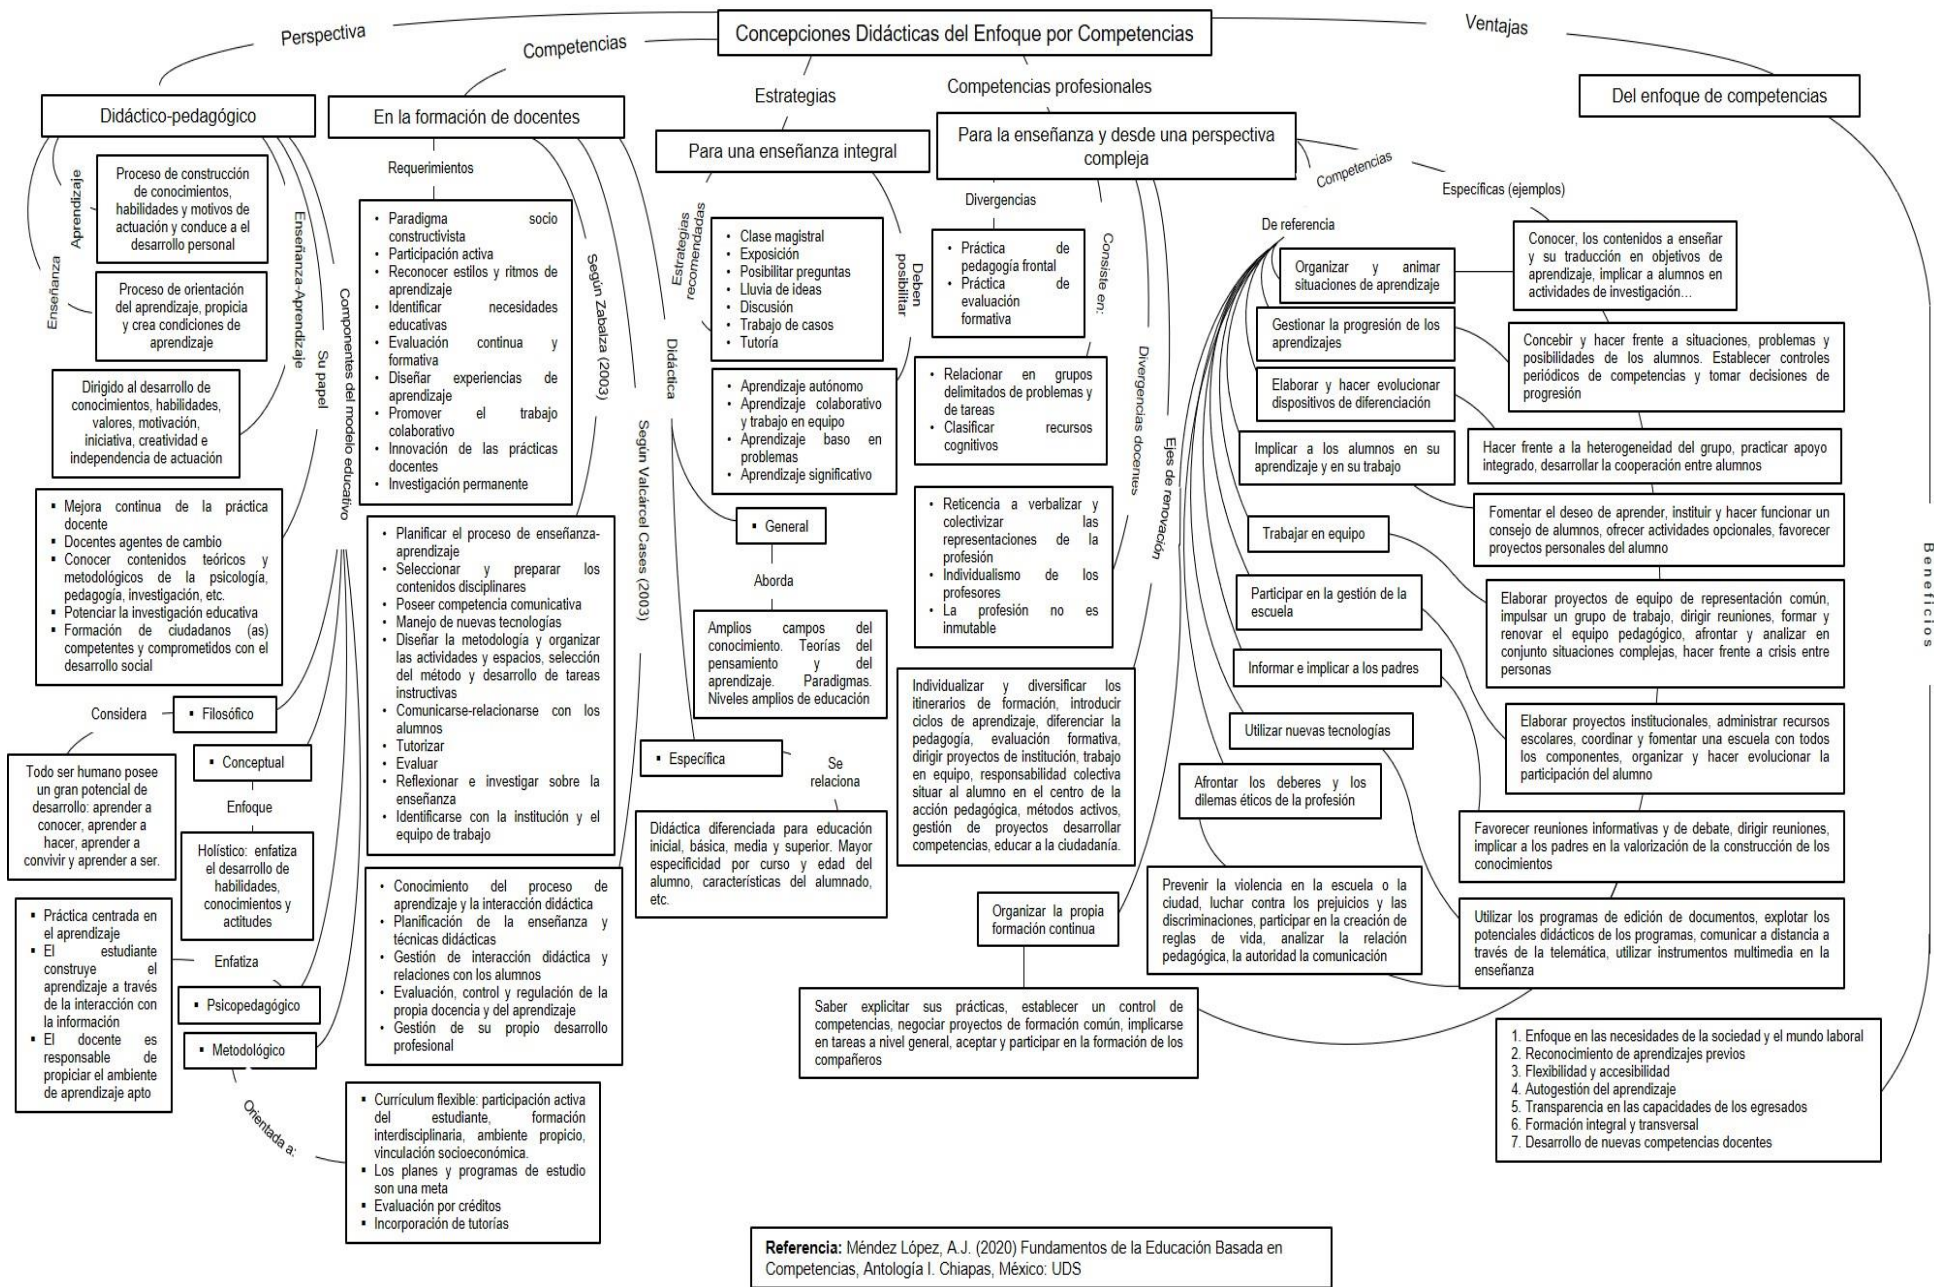 Concepciones Didácticas del Enfoque por Competencias
Perspectiva
Didáctico-pedagógico
Aprendizaje
Proceso de construcción
de conocimientos,
habilidades y motivos de
actuación y conduce a el
desarrollo personal
Enseñanza
Proceso de orientación
del aprendizaje, propicia
y crea condiciones de
aprendizaje
Enseñanza-Aprendizaje
Dirigido al desarrollo de
conocimientos, habilidades,
valores, motivación,
iniciativa, creatividad e
independencia de actuación
Su papel
▪ Mejora continua de la práctica
docente
▪ Docentes agentes de cambio
▪ Conocer contenidos teóricos y
metodológicos de la psicología,
pedagogía, investigación, etc.
▪ Potenciar la investigación educativa
▪ Formación de ciudadanos (as)
competentes y comprometidos con el
desarrollo social
Componentes del modelo educativo
▪ Filosófico
Considera
Todo ser humano posee
un gran potencial de
desarrollo: aprender a
conocer, aprender a
hacer, aprender a
convivir y aprender a ser.
▪ Conceptual
Enfoque
Holístico: enfatiza
el desarrollo de
habilidades,
conocimientos y
actitudes
▪ Psicopedagógico
Enfatiza
▪ Práctica centrada en
el aprendizaje
▪ El estudiante
construye el
aprendizaje a través
de la interacción con
la información
▪ El docente es
responsable de
propiciar el ambiente
de aprendizaje apto
▪ Metodológico
Orientada a:
▪ Currículum flexible: participación activa
del estudiante, formación
interdisciplinaria, ambiente propicio,
vinculación socioeconómica.
▪ Los planes y programas de estudio
son una meta
▪ Evaluación por créditos
▪ Incorporación de tutorías
Competencias
En la formación de docentes
Requerimientos
• Paradigma socio
constructivista
• Participación activa
• Reconocer estilos y ritmos de
aprendizaje
• Identificar necesidades
educativas
• Evaluación continua y
formativa
• Diseñar experiencias de
aprendizaje
• Promover el trabajo
colaborativo
• Innovación de las prácticas
docentes
• Investigación permanente
Según Zabalza (2003)
• Planificar el proceso de enseñanza-
aprendizaje
• Seleccionar y preparar los
contenidos disciplinares
• Poseer competencia comunicativa
• Manejo de nuevas tecnologías
• Diseñar la metodología y organizar
las actividades y espacios, selección
del método y desarrollo de tareas
instructivas
• Comunicarse-relacionarse con los
alumnos
• Tutorizar
• Evaluar
• Reflexionar e investigar sobre la
enseñanza
• Identificarse con la institución y el
equipo de trabajo
Según Valcárcel Cases (2003)
• Conocimiento del proceso de
aprendizaje y la interacción didáctica
• Planificación de la enseñanza y
técnicas didácticas
• Gestión de interacción didáctica y
relaciones con los alumnos
• Evaluación, control y regulación de la
propia docencia y del aprendizaje
• Gestión de su propio desarrollo
profesional
Didáctica
▪ General
Aborda
Amplios campos del
conocimiento. Teorías del
pensamiento y del
aprendizaje. Paradigmas.
Niveles amplios de educación
▪ Específica
Se
relaciona
Didáctica diferenciada para educación
inicial, básica, media y superior. Mayor
especificidad por curso y edad del
alumno, características del alumnado,
etc.
Estrategias
Para una enseñanza integral
Estrategias
recomendadas
• Clase magistral
• Exposición
• Posibilitar preguntas
• Lluvia de ideas
• Discusión
• Trabajo de casos
• Tutoría
Deben
posibilitar
• Aprendizaje autónomo
• Aprendizaje colaborativo
y trabajo en equipo
• Aprendizaje baso en
problemas
• Aprendizaje significativo
Competencias profesionales
Para la enseñanza y desde una perspectiva
compleja
Divergencias
• Práctica de
pedagogía frontal
• Práctica de
evaluación
formativa
Consiste en:
• Relacionar en grupos
delimitados de problemas y
de tareas
• Clasificar recursos
cognitivos
Divergencias docentes
• Reticencia a verbalizar y
colectivizar las
representaciones de la
profesión
• Individualismo de los
profesores
• La profesión no es
inmutable
Ejes de renovación
Individualizar y diversificar los
itinerarios de formación, introducir
ciclos de aprendizaje, diferenciar la
pedagogía, evaluación formativa,
dirigir proyectos de institución, trabajo
en equipo, responsabilidad colectiva
situar al alumno en el centro de la
acción pedagógica, métodos activos,
gestión de proyectos desarrollar
competencias, educar a la ciudadanía.
Competencias
De referencia
Específicas (ejemplos)
Organizar y animar
situaciones de aprendizaje
Conocer, los contenidos a enseñar
y su traducción en objetivos de
aprendizaje, implicar a alumnos en
actividades de investigación…
Gestionar la progresión de los
aprendizajes
Concebir y hacer frente a situaciones, problemas y
posibilidades de los alumnos. Establecer controles
periódicos de competencias y tomar decisiones de
progresión
Elaborar y hacer evolucionar
dispositivos de diferenciación
Hacer frente a la heterogeneidad del grupo, practicar apoyo
integrado, desarrollar la cooperación entre alumnos
Implicar a los alumnos en su
aprendizaje y en su trabajo
Fomentar el deseo de aprender, instituir y hacer funcionar un
consejo de alumnos, ofrecer actividades opcionales, favorecer
proyectos personales del alumno
Trabajar en equipo
Elaborar proyectos de equipo de representación común,
impulsar un grupo de trabajo, dirigir reuniones, formar y
renovar el equipo pedagógico, afrontar y analizar en
conjunto situaciones complejas, hacer frente a crisis entre
personas
Participar en la gestión de la
escuela
Elaborar proyectos institucionales, administrar recursos
escolares, coordinar y fomentar una escuela con todos
los componentes, organizar y hacer evolucionar la
participación del alumno
Informar e implicar a los padres
Favorecer reuniones informativas y de debate, dirigir reuniones,
implicar a los padres en la valorización de la construcción de los
conocimientos
Utilizar nuevas tecnologías
Utilizar los programas de edición de documentos, explotar los
potenciales didácticos de los programas, comunicar a distancia a
través de la telemática, utilizar instrumentos multimedia en la
enseñanza
Afrontar los deberes y los
dilemas éticos de la profesión
Prevenir la violencia en la escuela o la
ciudad, luchar contra los prejuicios y las
discriminaciones, participar en la creación de
reglas de vida, analizar la relación
pedagógica, la autoridad la comunicación
Organizar la propia
formación continua
Saber explicitar sus prácticas, establecer un control de
competencias, negociar proyectos de formación común, implicarse
en tareas a nivel general, aceptar y participar en la formación de los
compañeros
Ventajas
Del enfoque de competencias
Beneficios
1. Enfoque en las necesidades de la sociedad y el mundo laboral
2. Reconocimiento de aprendizajes previos
3. Flexibilidad y accesibilidad
4. Autogestión del aprendizaje
5. Transparencia en las capacidades de los egresados
6. Formación integral y transversal
7. Desarrollo de nuevas competencias docentes
Referencia: Méndez López, A.J. (2020) Fundamentos de la Educación Basada en
Competencias, Antología I. Chiapas, México: UDS